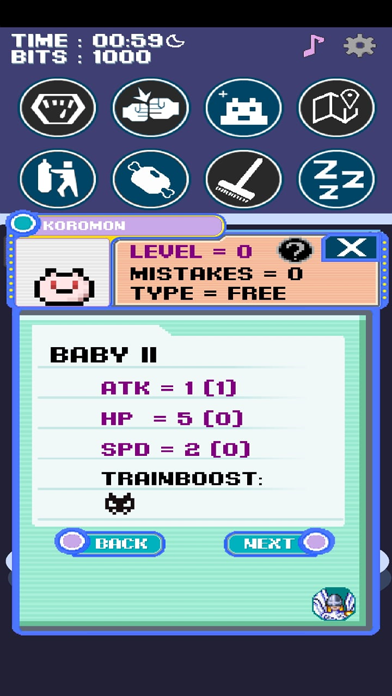 TIME : 00:59
BITS : 1000
Z Z Z
KOROMON
LEVEL = 0
?
X
MISTAKES = 0
TYPE = FREE
BABY II
ATK = 1 (1)
HP = 5 (0)
SPD = 2 (0)
TRAINBOOST:
BACK
NEXT